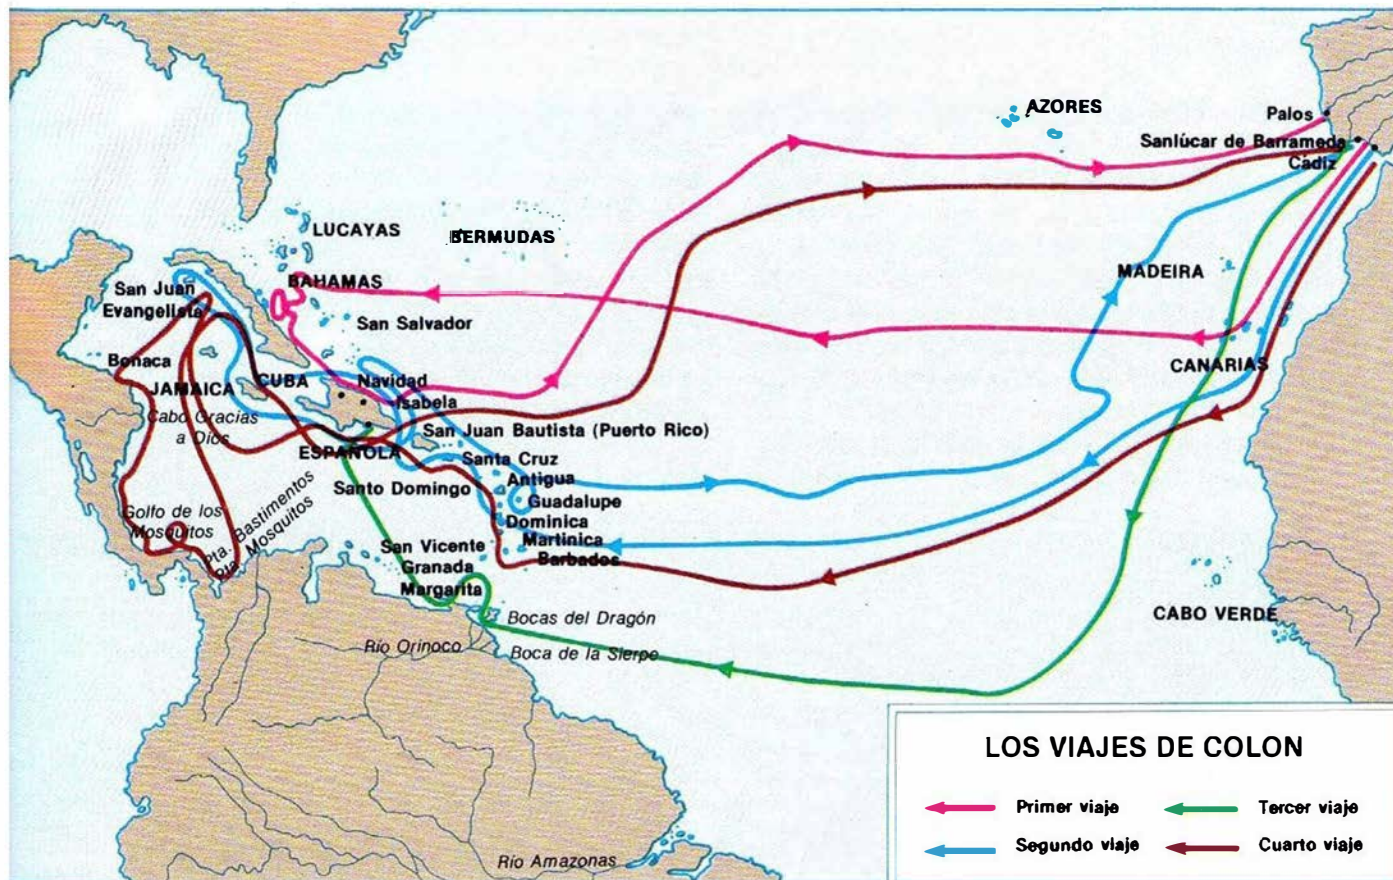 AZORES
Palos
Sanlúcar de Barrameda
Cádiz
LUCAYAS
BERMUDAS
MADEIRA
BAHAMAS
San Juan
Evangelista
San Salvador
Bonaca
CANARIAS
JAMAICA
CUBA
Navidad
Isabela
Cabo Gracias
a Dios
San Juan Bautista (Puerto Rico)
ESPAÑOLA
Santa Cruz
Antigua
Santo Domingo
Guadalupe
Golfo de los
Mosquitos
Pta. Bastimentos
Pta. Mosquitos
Dominica
Martinica
San Vicente
Barbados
Granada
Margarita
Bocas del Dragón
CABO VERDE
Río Orinoco
Boca de la Sierpe
LOS VIAJES DE COLON
Primer viaje
Tercer viaje
Segundo viaje
Cuarto viaje
Río Amazonas